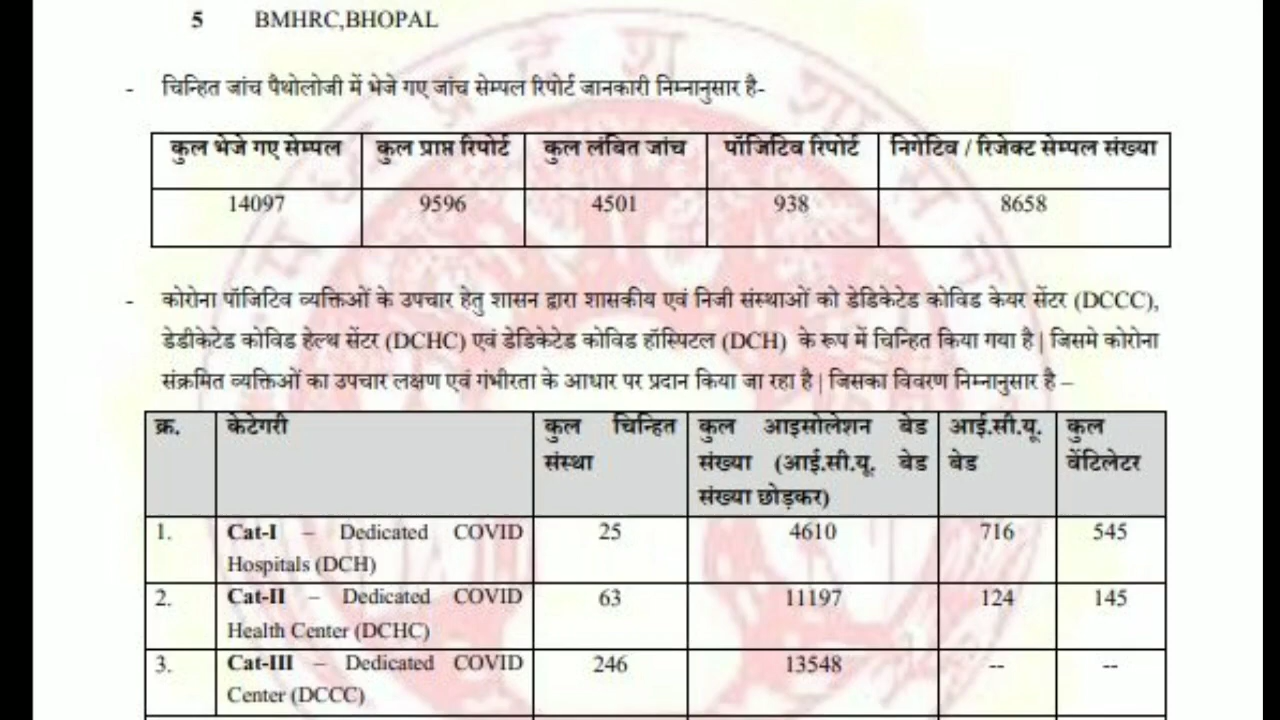 5 BMHRC,BHOPAL
- चिन्हित जांच पैथोलोजी में भेजे गए जांच सेम्पल रिपोर्ट जानकारी निम्नानुसार है-
कुल भेजे गए सेम्पल कुल प्राप्त रिपोर्ट कुल लंबित जांच पॉजिटिव रिपोर्ट निगेटिव / रिजेक्ट सेम्पल संख्या
14097 9596 4501 938 8658
- कोरोना पॉजिटिव व्यक्तिओं के उपचार हेतु शासन द्वारा शासकीय एवं निजी संस्थाओं को डेडिकेटेड कोविड केयर सेंटर (DCCC),
डेडीकेटेड कोविड हेल्थ सेंटर (DCHC) एवं डेडिकेटेड कोविड हॉस्पिटल (DCH) के रूप में चिन्हित किया गया है | जिसमे कोरोना
संक्रमित व्यक्तिओं का उपचार लक्षण एवं गंभीरता के आधार पर प्रदान किया जा रहा है | जिसका विवरण निम्नानुसार है –
क्र. केटेगरी कुल चिन्हित कुल आइसोलेशन बेड आई.सी.यू. कुल
संस्था संख्या (आई.सी.यू. बेड बेड वेंटिलेटर
संख्या छोड़कर)
1. Cat-I – Dedicated COVID 25 4610 716 545
Hospitals (DCH)
2. Cat-II – Dedicated COVID 63 11197 124 145
Health Center (DCHC)
3. Cat-III – Dedicated COVID 246 13548 -- --
Center (DCCC)